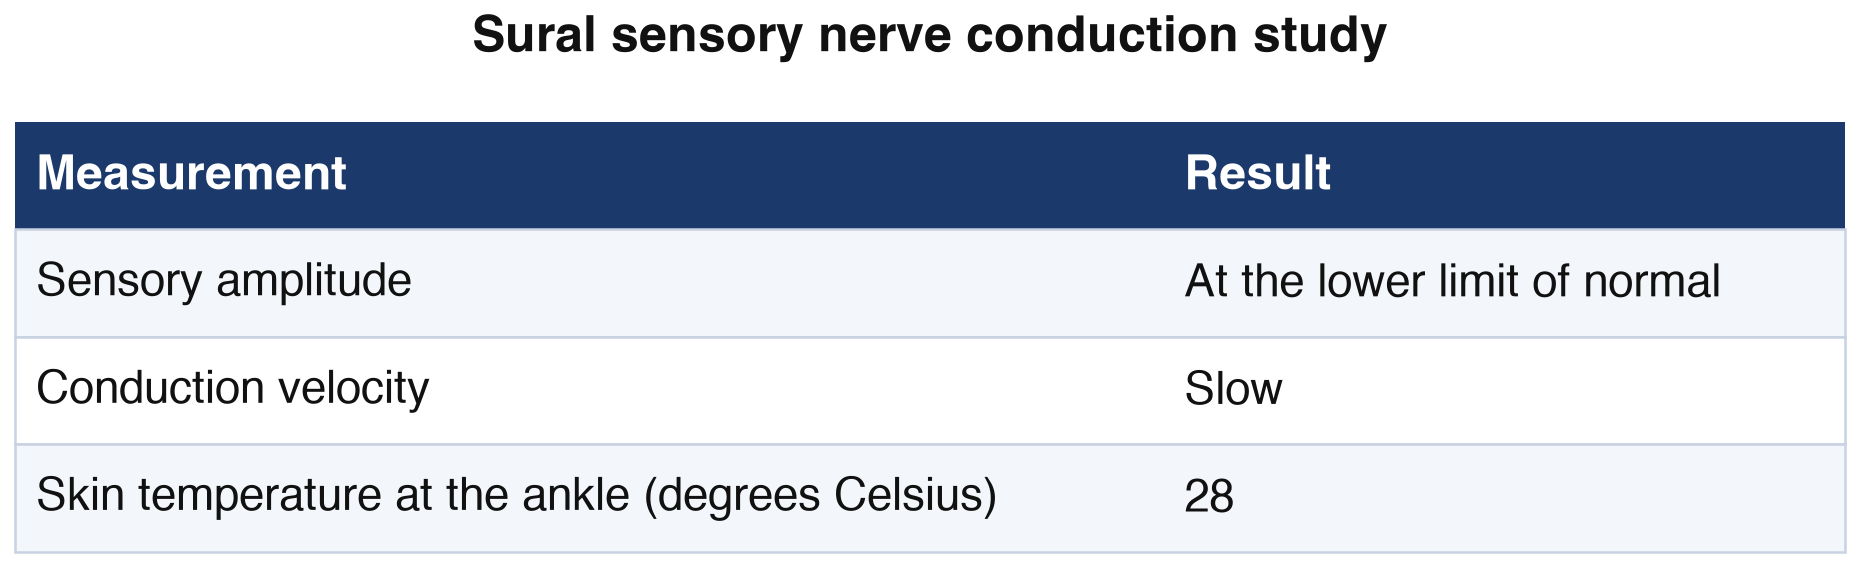 Sural sensory nerve conduction study
Measurement Result
Sensory amplitude At the lower limit of normal
Conduction velocity Slow
Skin temperature at the ankle (degrees Celsius) 28